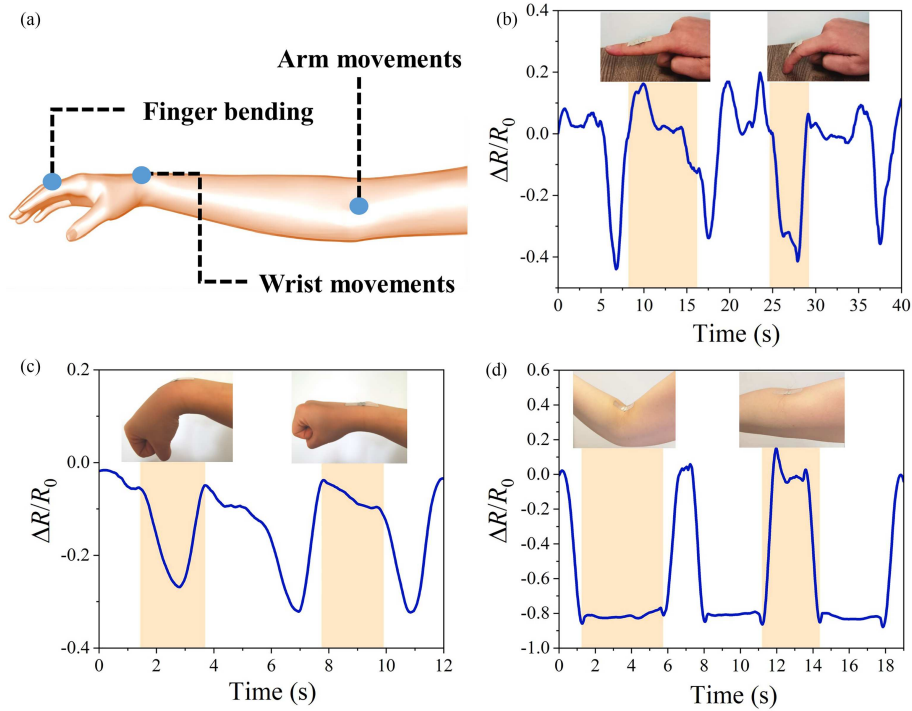 (a)
Arm movements
Finger bending
Wrist movements
(b)
0.4
0.2
0.0
-0.2
-0.4
ΔR/R0
0 5 10 15 20 25 30 35 40
Time (s)
(c)
0.2
0.0
-0.2
-0.4
ΔR/R0
0 2 4 6 8 10 12
Time (s)
(d)
0.6
0.4
0.2
0.0
-0.2
-0.4
-0.6
-0.8
-1.0
ΔR/R0
0 2 4 6 8 10 12 14 16 18
Time (s)